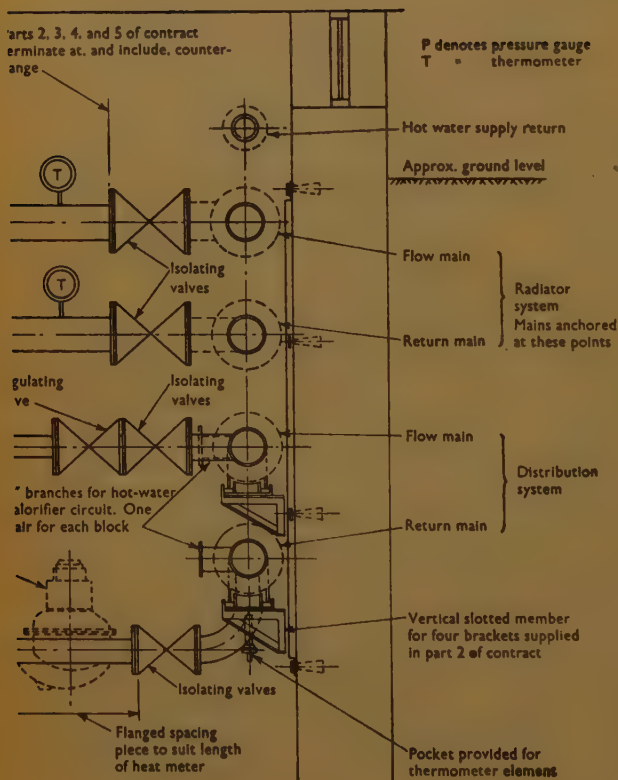 arts 2, 3, 4, and 5 of contract
erminate at, and include, counter-
ange
P denotes pressure gauge
T " thermometer
Hot water supply return
Approx. ground level
T
Isolating
valves
Flow main
Radiator
system
Mains anchored
at these points
T
Return main
gulating
ve
Isolating
valves
Flow main
Distribution
system
" branches for hot-water
alorifier circuit. One
air for each block
Return main
Vertical slotted member
for four brackets supplied
in part 2 of contract
Isolating valves
Flanged spacing
piece to suit length
of heat meter
Pocket provided for
thermometer element